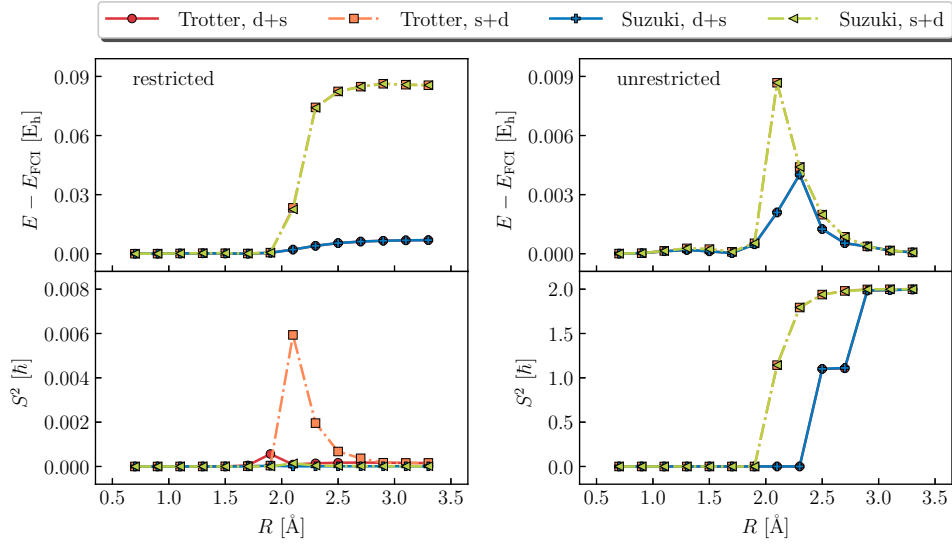 Trotter, d+s Trotter, s+d Suzuki, d+s Suzuki, s+d
restricted
E − E_FCI [E_h]
0.09
0.06
0.03
0.00
unrestricted
E − E_FCI [E_h]
0.009
0.006
0.003
0.000
S² [ℏ]
0.008
0.006
0.004
0.002
0.000
0.5 1.0 1.5 2.0 2.5 3.0 3.5
R [Å]
S² [ℏ]
2.0
1.5
1.0
0.5
0.0
0.5 1.0 1.5 2.0 2.5 3.0 3.5
R [Å]